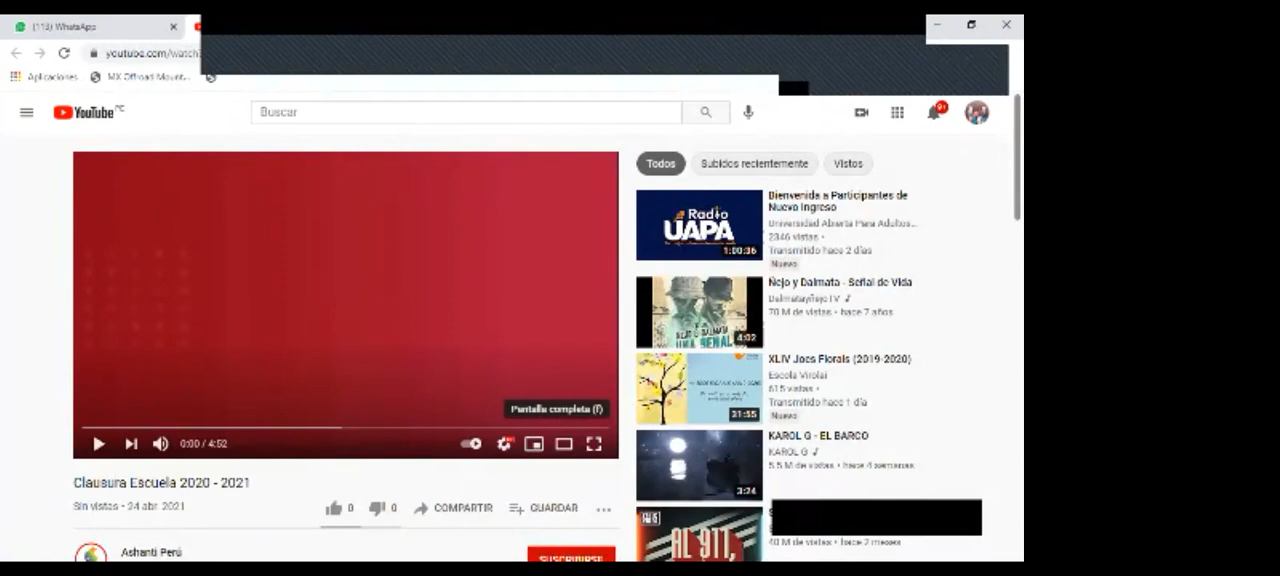 (113) WhatsApp
youtube.com/watch
Aplicaciones
MX Offroad Mount...
YouTube
Buscar
9+
Todos
Subidos recientemente
Vistos
Radio
UAPA
1:00:36
Bienvenida a Participantes de
Nuevo Ingreso
Universidad Abierta Para Adultos...
2346 vistas •
Transmitido hace 2 días
Nuevo
4:02
Ñejo y Dalmata - Señal de Vida
DalmatayñejoTV
70 M de vistas • hace 7 años
21:55
XLIV Jocs Florals (2019-2020)
Escola Virolai
615 vistas •
Transmitido hace 1 día
Nuevo
3:24
KAROL G - EL BARCO
KAROL G
5.5 M de vistas • hace 4 semanas
AL 911,
40 M de vistas • hace 2 meses
Pantalla completa (f)
0:00 / 4:52
Clausura Escuela 2020 - 2021
Sin vistas • 24 abr. 2021
0
0
COMPARTIR
GUARDAR
Ashanti Perú
SUSCRIBIRSE